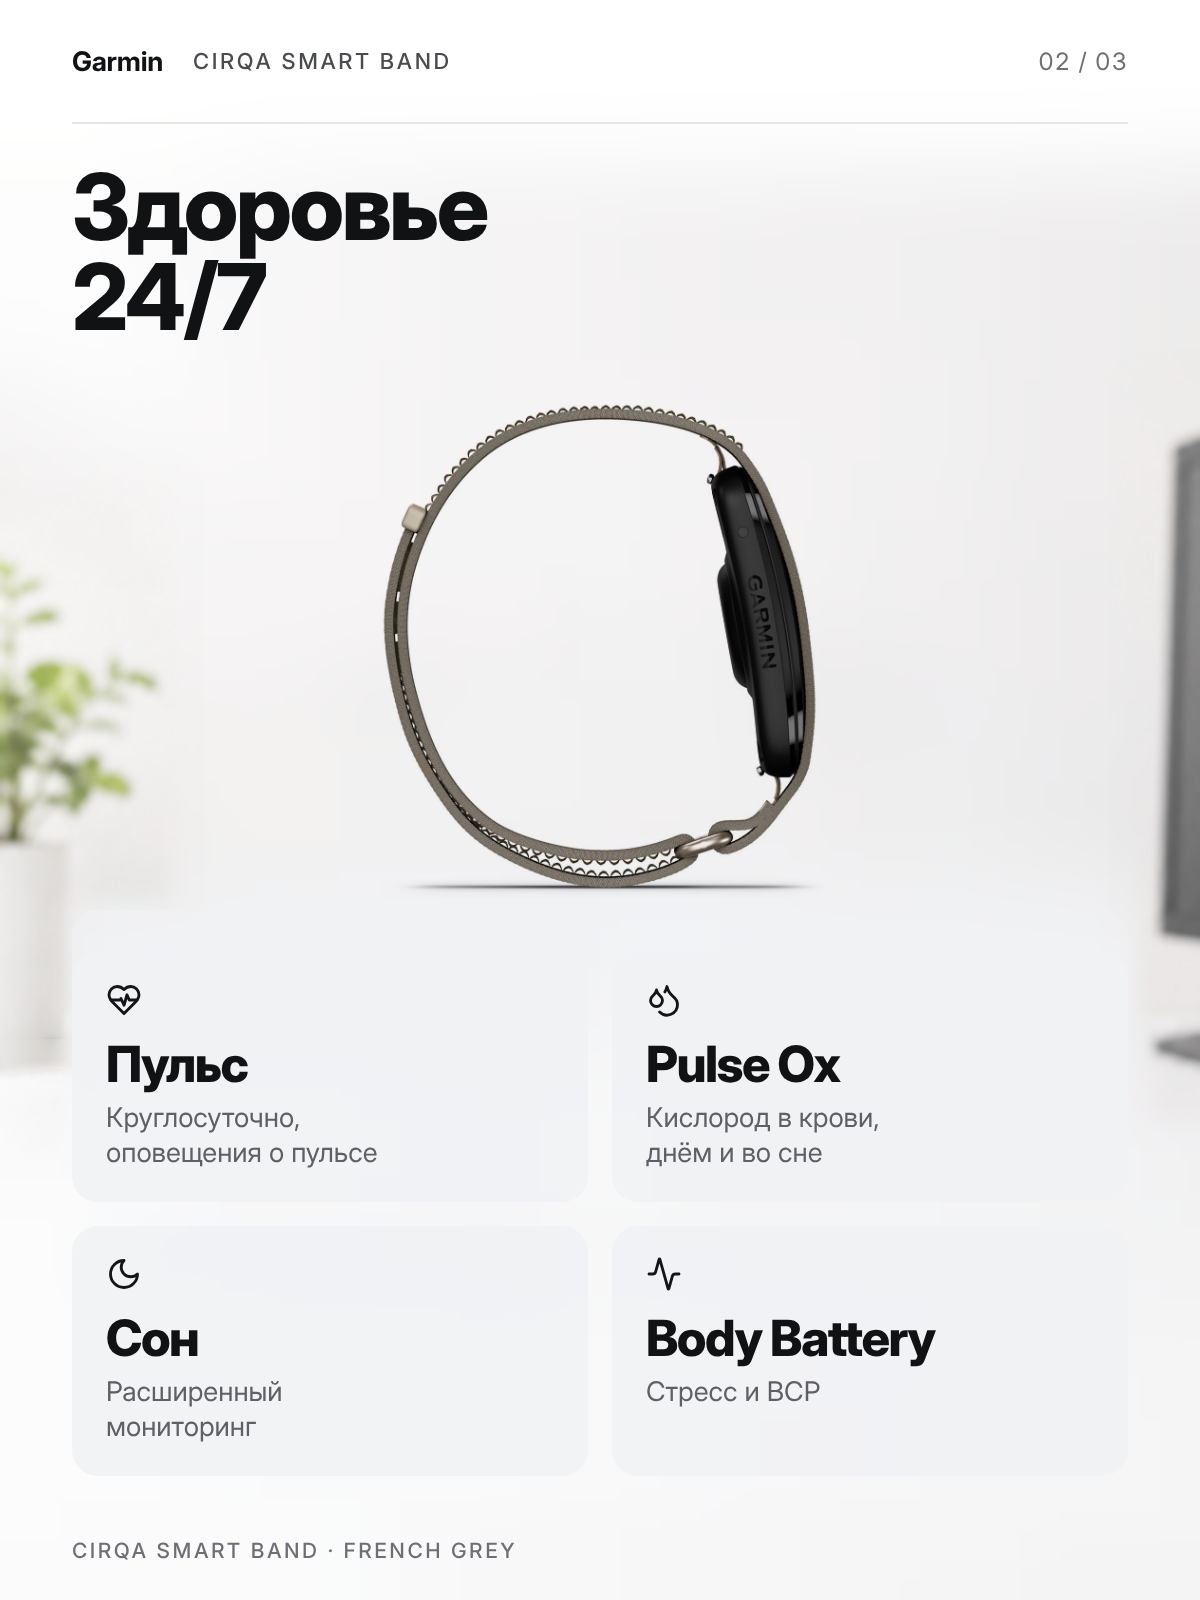 Garmin CIRQA SMART BAND 02 / 03
Здоровье
24/7
GARMIN
Пульс
Круглосуточно,
оповещения о пульсе
Pulse Ox
Кислород в крови,
днём и во сне
Сон
Расширенный
мониторинг
Body Battery
Стресс и ВСР
CIRQA SMART BAND · FRENCH GREY